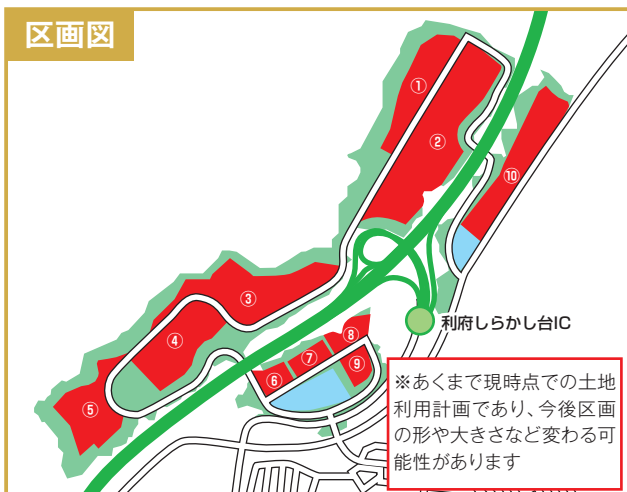 区画図
①
②
⑩
③
利府しらかし台IC
④
⑧
⑦
⑨
⑥
⑤
※あくまで現時点での土地
利用計画であり、今後区画
の形や大きさなど変わる可
能性があります